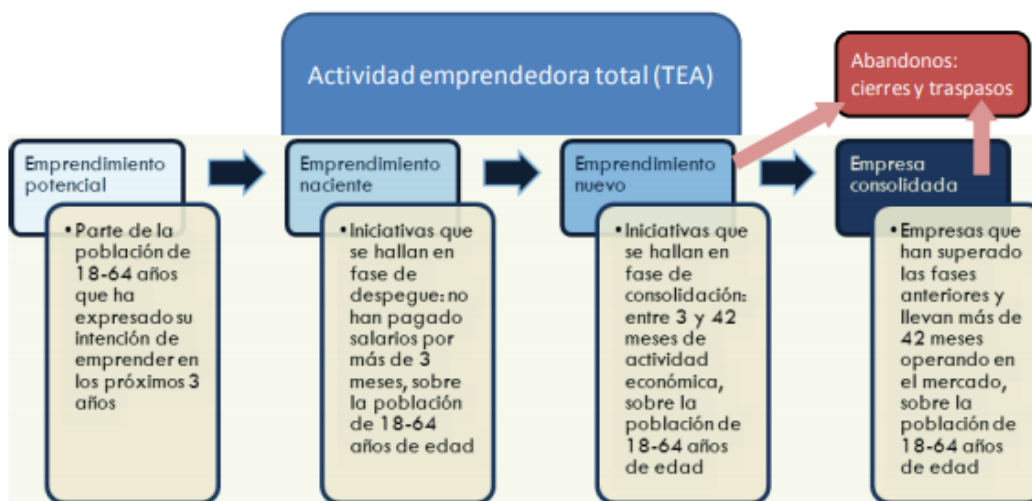 Actividad emprendedora total (TEA)
Abandonos:
cierres y traspasos
Emprendimiento
potencial
•Parte de la
población de
18-64 años
que ha
expresado su
intención de
emprender en
los próximos 3
años
Emprendimiento
naciente
•Iniciativas que
se hallan en
fase de
despegue: no
han pagado
salarios por
más de 3
meses, sobre
la población
de 18-64
años de edad
Emprendimiento
nuevo
•Iniciativas que
se hallan en
fase de
consolidación:
entre 3 y 42
meses de
actividad
económica,
sobre la
población de
18-64 años
de edad
Empresa
consolidada
•Empresas que
han superado
las fases
anteriores y
llevan más de
42 meses
operando en
el mercado,
sobre la
población de
18-64 años
de edad